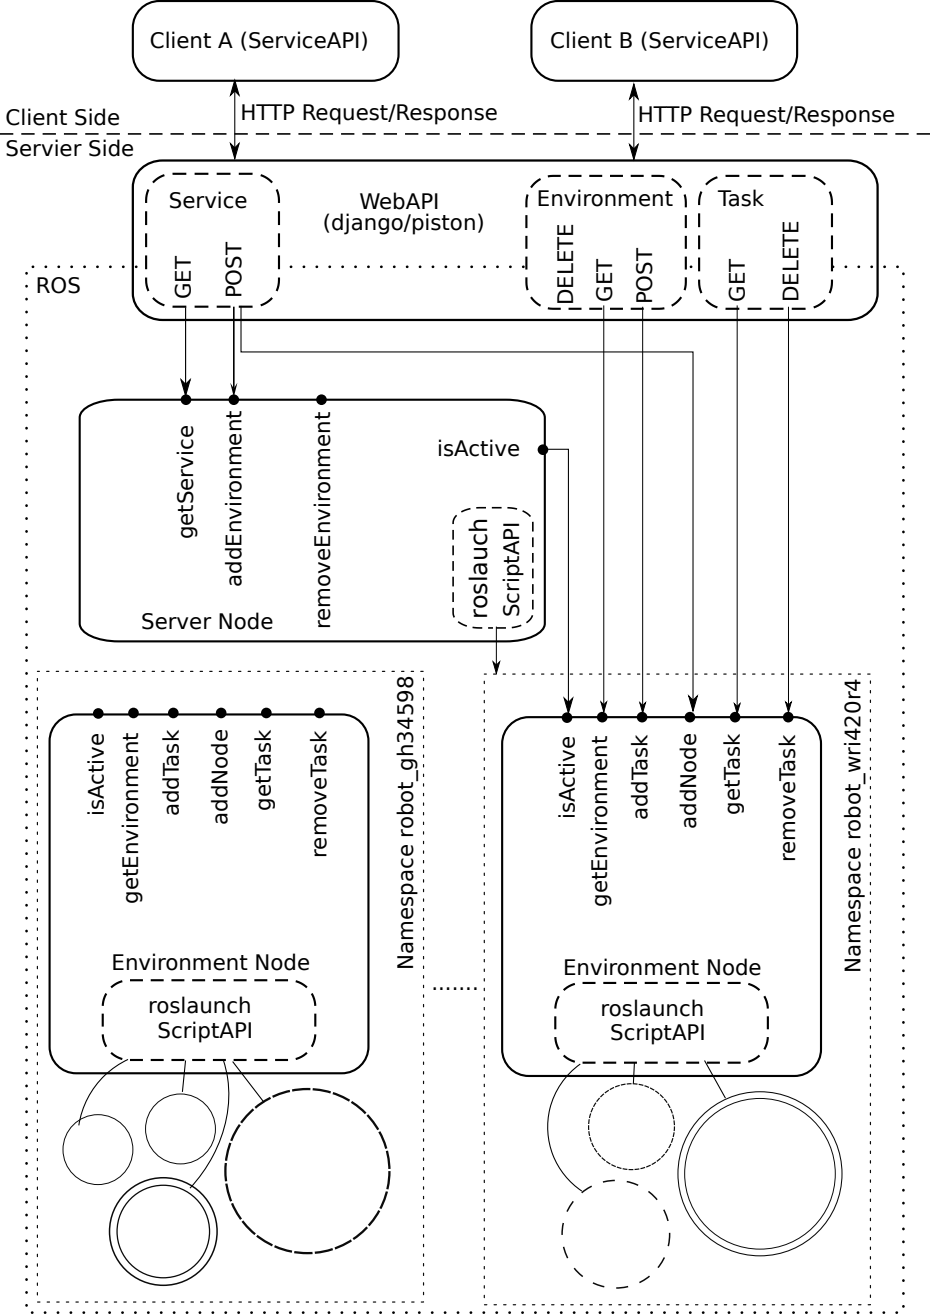 Client A (ServiceAPI)
Client B (ServiceAPI)
HTTP Request/Response
HTTP Request/Response
Client Side
Servier Side
Service
WebAPI
(django/piston)
Environment
Task
GET
POST
DELETE
GET
POST
GET
DELETE
ROS
getService
addEnvironment
removeEnvironment
isActive
roslauch
ScriptAPI
Server Node
Namespace robot_gh34598
isActive
getEnvironment
addTask
addNode
getTask
removeTask
Environment Node
roslaunch
ScriptAPI
.......
Namespace robot_wri420r4
isActive
getEnvironment
addTask
addNode
getTask
removeTask
Environment Node
roslaunch
ScriptAPI